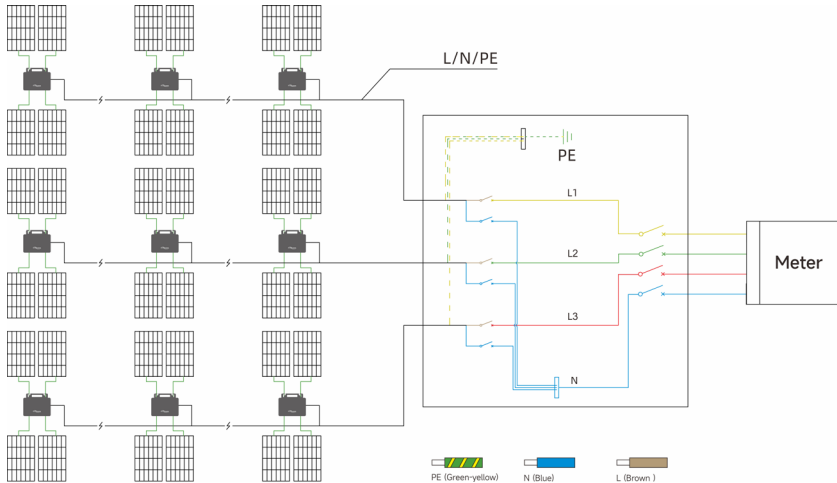 L/N/PE
PE
L1
L2
Meter
L3
N
PE (Green-yellow)
N (Blue)
L (Brown )